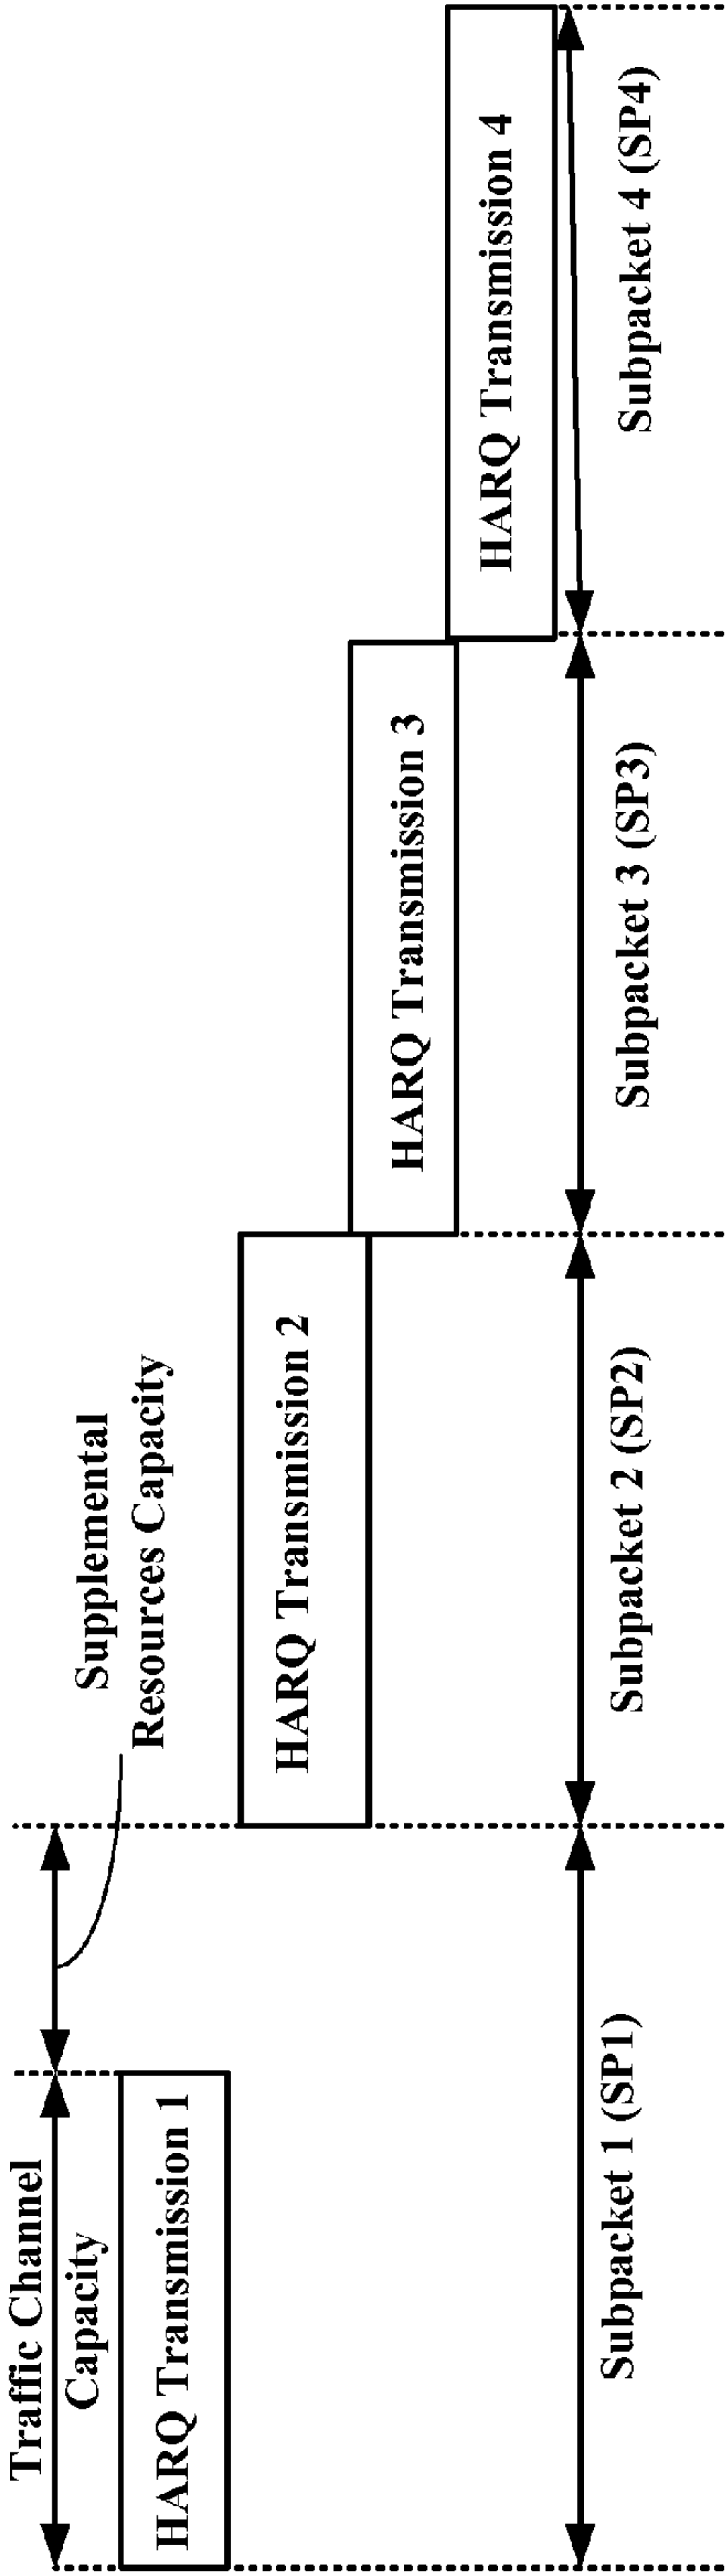 Traffic Channel
Capacity
Supplemental
Resources Capacity
HARQ Transmission 1
HARQ Transmission 2
HARQ Transmission 3
HARQ Transmission 4
Subpacket 1 (SP1)
Subpacket 2 (SP2)
Subpacket 3 (SP3)
Subpacket 4 (SP4)